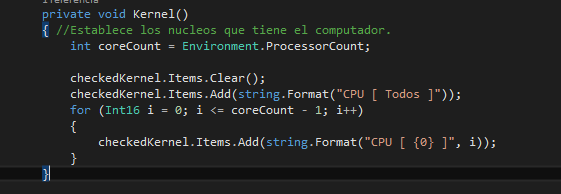 1 referencia
private void Kernel()
{ //Establece los nucleos que tiene el computador.
int coreCount = Environment.ProcessorCount;
checkedKernel.Items.Clear();
checkedKernel.Items.Add(string.Format("CPU [ Todos ]"));
for (Int16 i = 0; i <= coreCount - 1; i++)
{
checkedKernel.Items.Add(string.Format("CPU [ {0} ]", i));
}
}